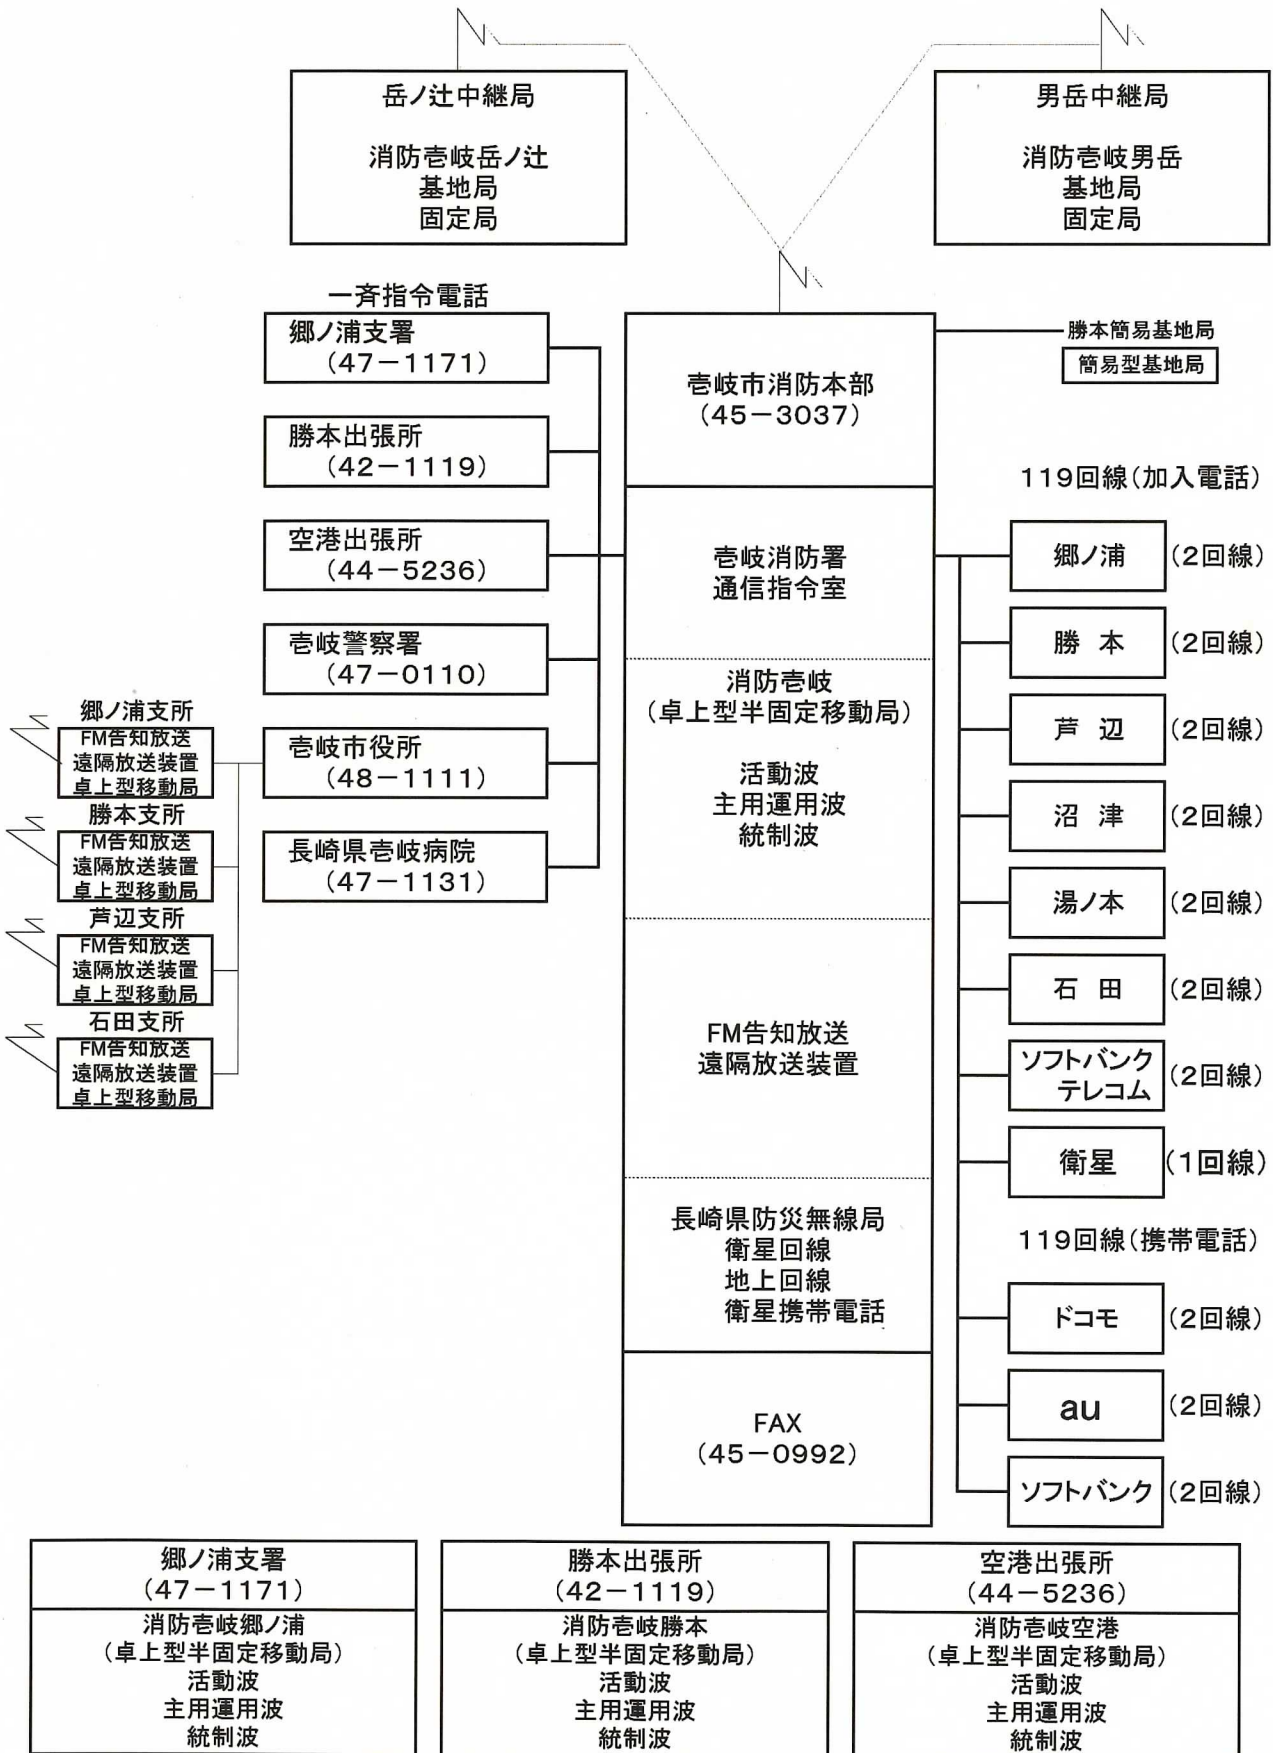 岳ノ辻中継局
消防壱岐岳ノ辻
基地局
固定局
男岳中継局
消防壱岐男岳
基地局
固定局
一斉指令電話
郷ノ浦支署
(47-1171)
勝本出張所
(42-1119)
空港出張所
(44-5236)
壱岐警察署
(47-0110)
壱岐市役所
(48-1111)
長崎県壱岐病院
(47-1131)
郷ノ浦支所
FM告知放送
遠隔放送装置
卓上型移動局
勝本支所
FM告知放送
遠隔放送装置
卓上型移動局
芦辺支所
FM告知放送
遠隔放送装置
卓上型移動局
石田支所
FM告知放送
遠隔放送装置
卓上型移動局
壱岐市消防本部
(45-3037)
壱岐消防署
通信指令室
消防壱岐
(卓上型半固定移動局)
活動波
主用運用波
統制波
FM告知放送
遠隔放送装置
長崎県防災無線局
衛星回線
地上回線
衛星携帯電話
FAX
(45-0992)
勝本簡易基地局
簡易型基地局
119回線(加入電話)
郷ノ浦 (2回線)
勝 本 (2回線)
芦 辺 (2回線)
沼 津 (2回線)
湯ノ本 (2回線)
石 田 (2回線)
ソフトバンク
テレコム (2回線)
衛星 (1回線)
119回線(携帯電話)
ドコモ (2回線)
au (2回線)
ソフトバンク (2回線)
郷ノ浦支署
(47-1171)
消防壱岐郷ノ浦
(卓上型半固定移動局)
活動波
主用運用波
統制波
勝本出張所
(42-1119)
消防壱岐勝本
(卓上型半固定移動局)
活動波
主用運用波
統制波
空港出張所
(44-5236)
消防壱岐空港
(卓上型半固定移動局)
活動波
主用運用波
統制波